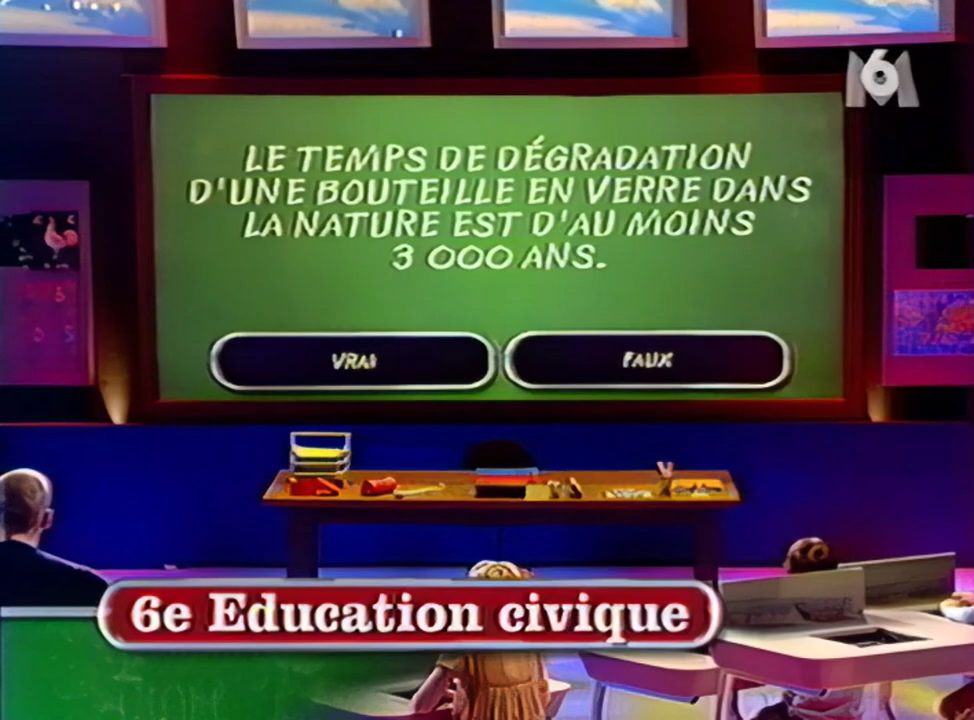 M6
LE TEMPS DE DÉGRADATION
D'UNE BOUTEILLE EN VERRE DANS
LA NATURE EST D'AU MOINS
3 000 ANS.
VRAI
FAUX
6e Education civique